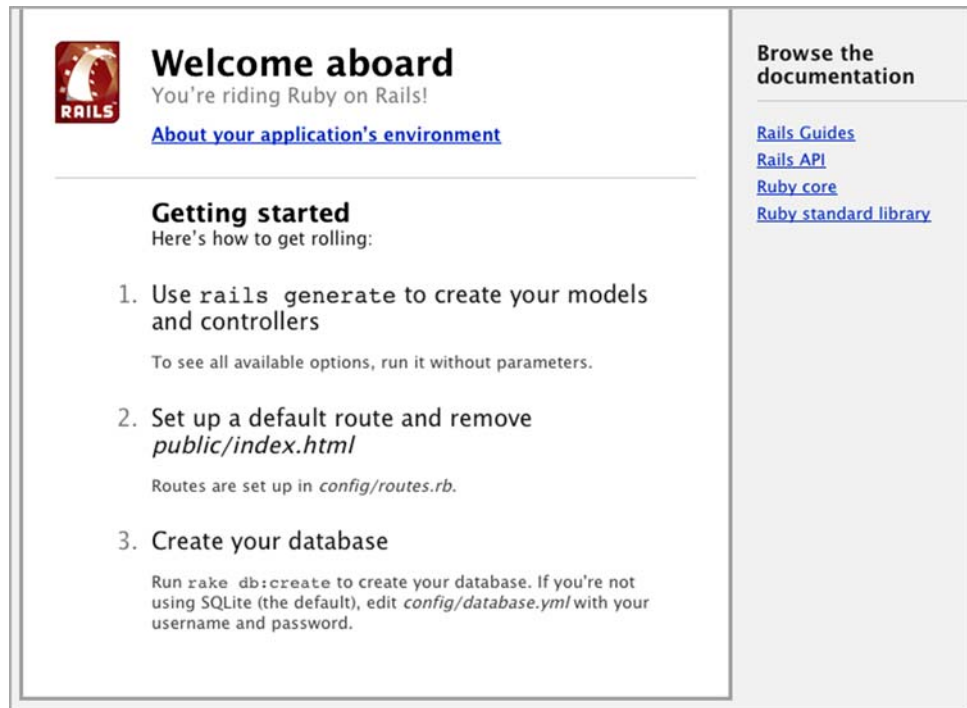 RAILS
Welcome aboard
You're riding Ruby on Rails!
About your application's environment
Getting started
Here's how to get rolling:
1. Use rails generate to create your models
and controllers
To see all available options, run it without parameters.
2. Set up a default route and remove
public/index.html
Routes are set up in config/routes.rb.
3. Create your database
Run rake db:create to create your database. If you're not
using SQLite (the default), edit config/database.yml with your
username and password.
Browse the
documentation
Rails Guides
Rails API
Ruby core
Ruby standard library